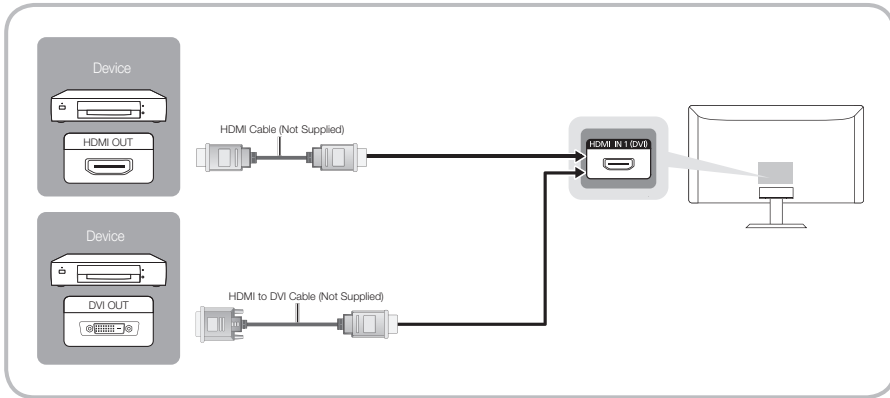 Device
HDMI OUT
HDMI Cable (Not Supplied)
HDMI IN 1 (DVI)
Device
DVI OUT
HDMI to DVI Cable (Not Supplied)